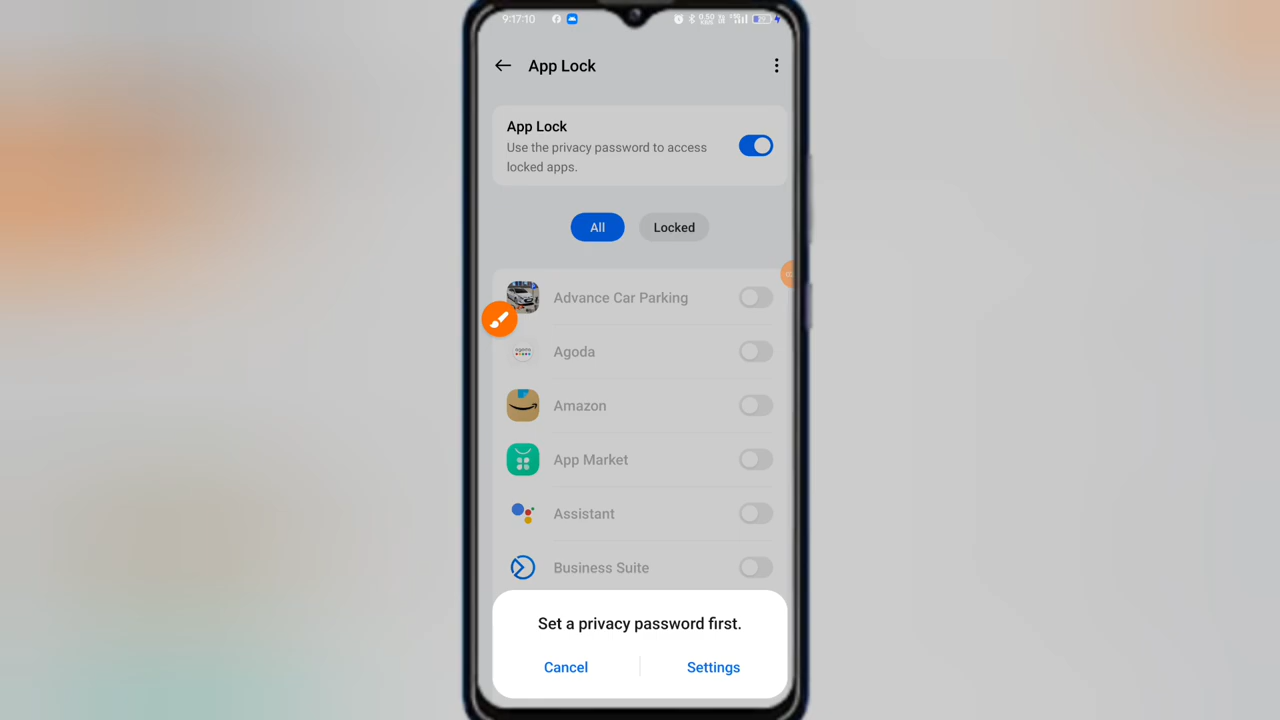 9:17:10
App Lock
App Lock
Use the privacy password to access
locked apps.
All
Locked
Advance Car Parking
Agoda
Amazon
App Market
Assistant
Business Suite
Set a privacy password first.
Cancel
Settings